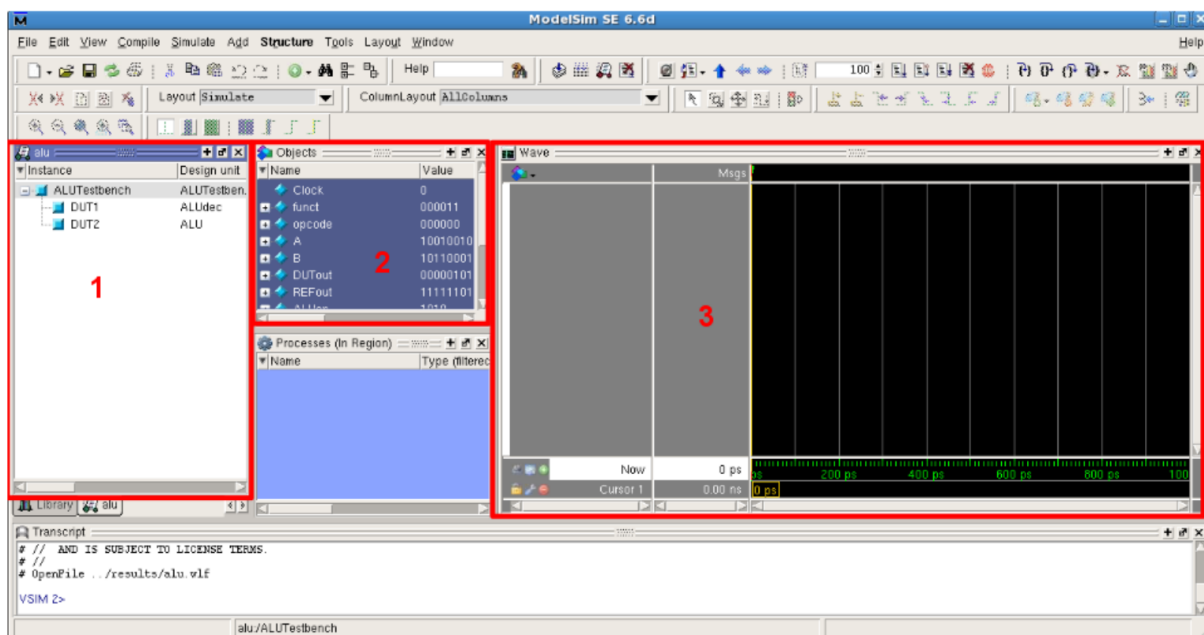 ModelSim SE 6.6d
File Edit View Compile Simulate Add Structure Tools Layout Window Help
Help 100
Layout Simulate ColumnLayout AllColumns
alu
Instance Design unit
ALUTestbench ALUTestben
DUT1 ALUdec
DUT2 ALU
1
Library alu
Objects
Name Value
Clock 0
funct 000011
opcode 000000
A 10010010
B 10110001
DUTout 00000101
REFout 11111101
2
Processes (In Region)
Name Type (filtered
Wave
Msgs
3
Now 0 ps
ps 200 ps 400 ps 600 ps 800 ps 100
Cursor 1 0.00 ns 0 ps
Transcript
# // AND IS SUBJECT TO LICENSE TERMS.
# //
# OpenFile ../results/alu.wlf
VSIM 2>
alu:/ALUTestbench